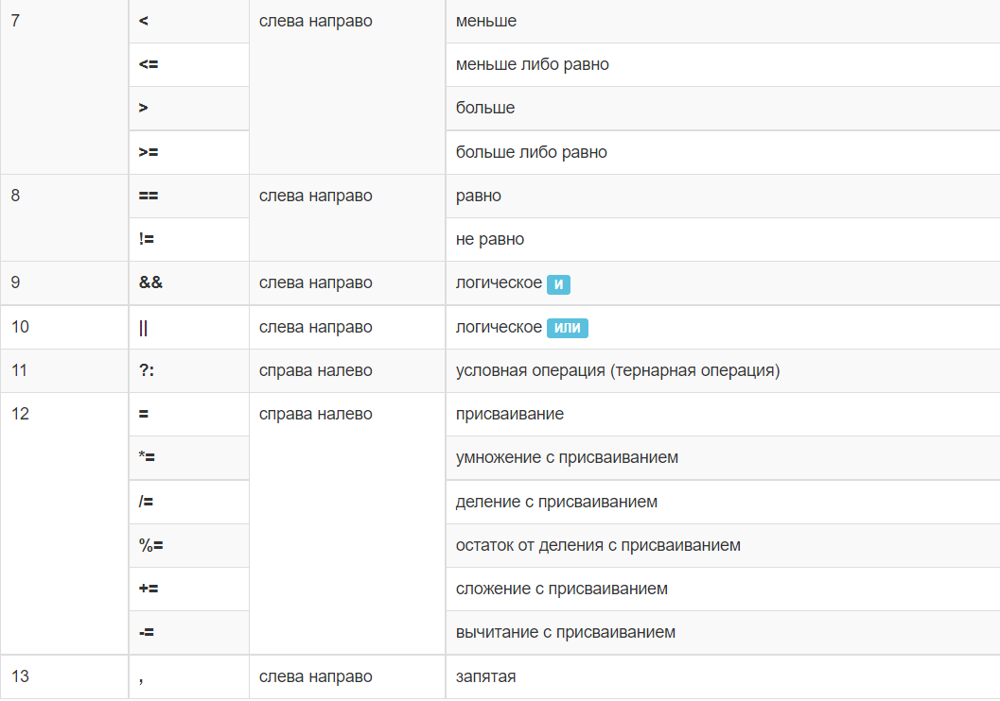 7 < слева направо меньше
<= меньше либо равно
> больше
>= больше либо равно
8 == слева направо равно
!= не равно
9 && слева направо логическое И
10 || слева направо логическое ИЛИ
11 ?: справа налево условная операция (тернарная операция)
12 = справа налево присваивание
*= умножение с присваиванием
/= деление с присваиванием
%= остаток от деления с присваиванием
+= сложение с присваиванием
-= вычитание с присваиванием
13 , слева направо запятая